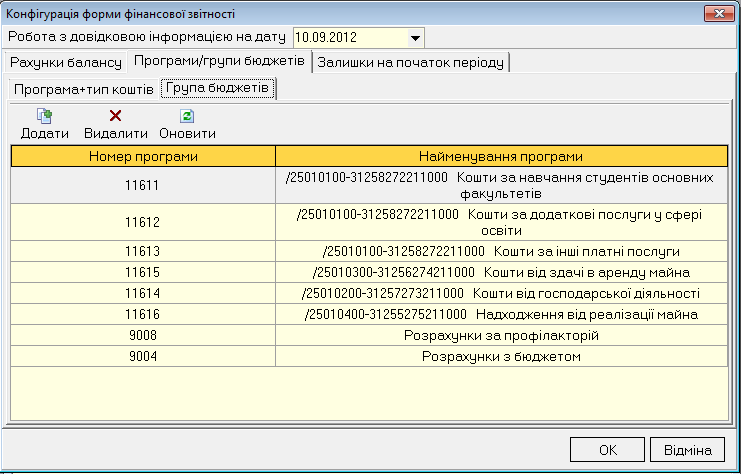 Конфігурація форми фінансової звітності
Робота з довідковою інформацією на дату 10.09.2012
Рахунки балансу Програми/групи бюджетів Залишки на початок періоду
Програма+тип коштів Група бюджетів
Додати Видалити Оновити
Номер програми Найменування програми
11611 /25010100-31258272211000 Кошти за навчання студентів основних
факультетів
11612 /25010100-31258272211000 Кошти за додаткові послуги у сфері
освіти
11613 /25010100-31258272211000 Кошти за інші платні послуги
11615 /25010300-31256274211000 Кошти від здачі в аренду майна
11614 /25010200-31257273211000 Кошти від господарської діяльності
11616 /25010400-31255275211000 Надходження від реалізації майна
9008 Розрахунки за профілакторій
9004 Розрахунки з бюджетом
OK Відміна